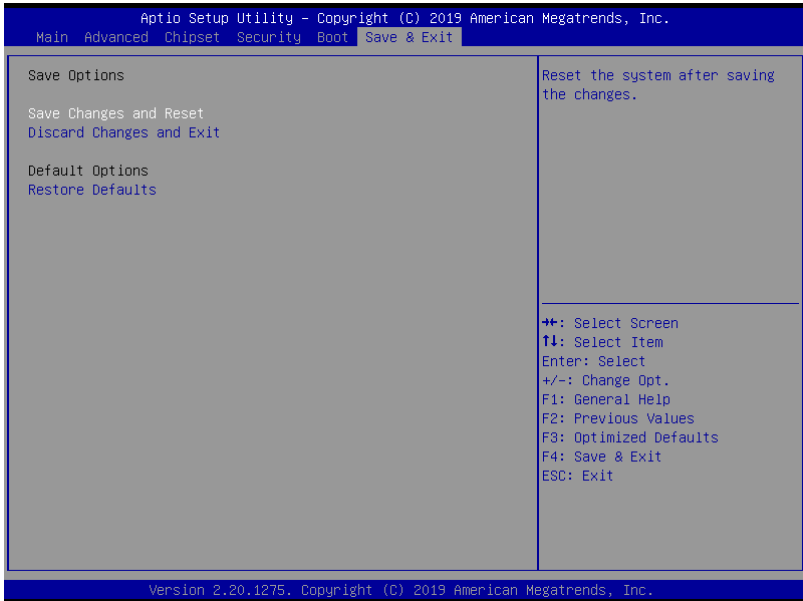 Aptio Setup Utility – Copyright (C) 2019 American Megatrends, Inc.
Main Advanced Chipset Security Boot Save & Exit
Save Options
Save Changes and Reset
Discard Changes and Exit
Default Options
Restore Defaults
Reset the system after saving
the changes.
→←: Select Screen
↑↓: Select Item
Enter: Select
+/-: Change Opt.
F1: General Help
F2: Previous Values
F3: Optimized Defaults
F4: Save & Exit
ESC: Exit
Version 2.20.1275. Copyright (C) 2019 American Megatrends, Inc.